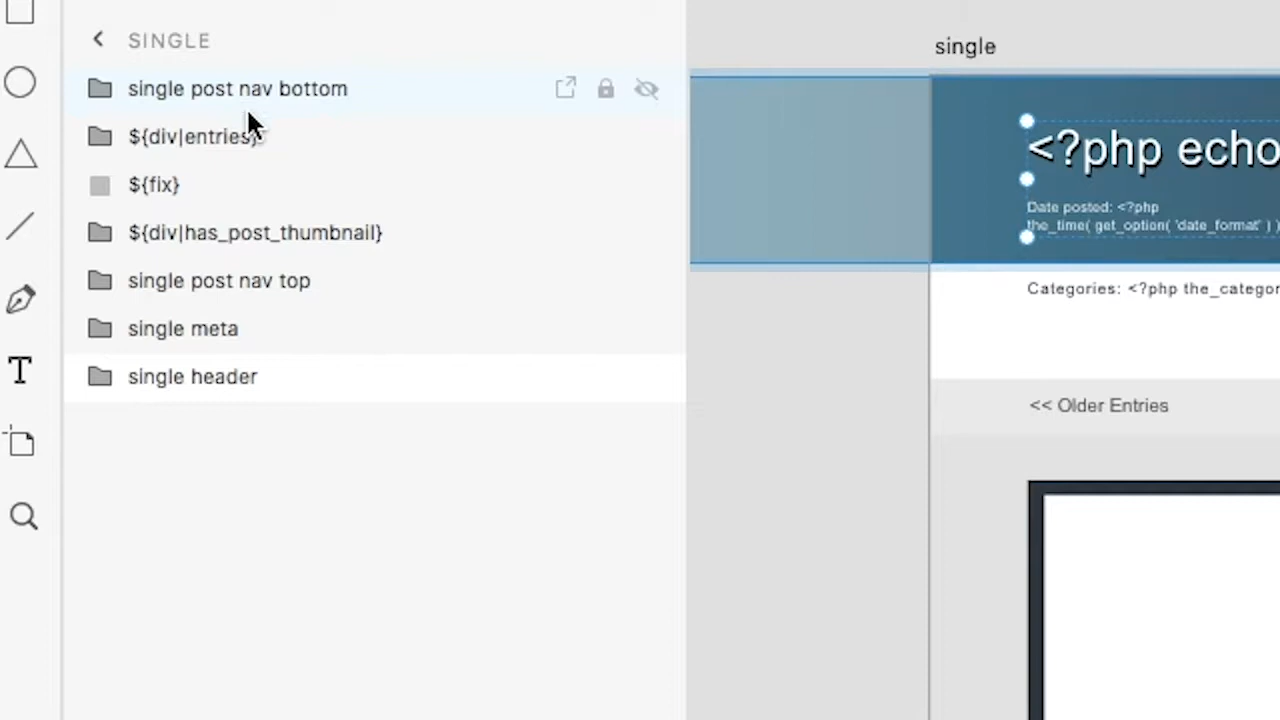 SINGLE
single post nav bottom
${div|entries}
${fix}
${div|has_post_thumbnail}
single post nav top
single meta
single header
T
single
<?php echo
Date posted: <?php
the_time( get_option( 'date_format' ) )
Categories: <?php the_categor
<< Older Entries